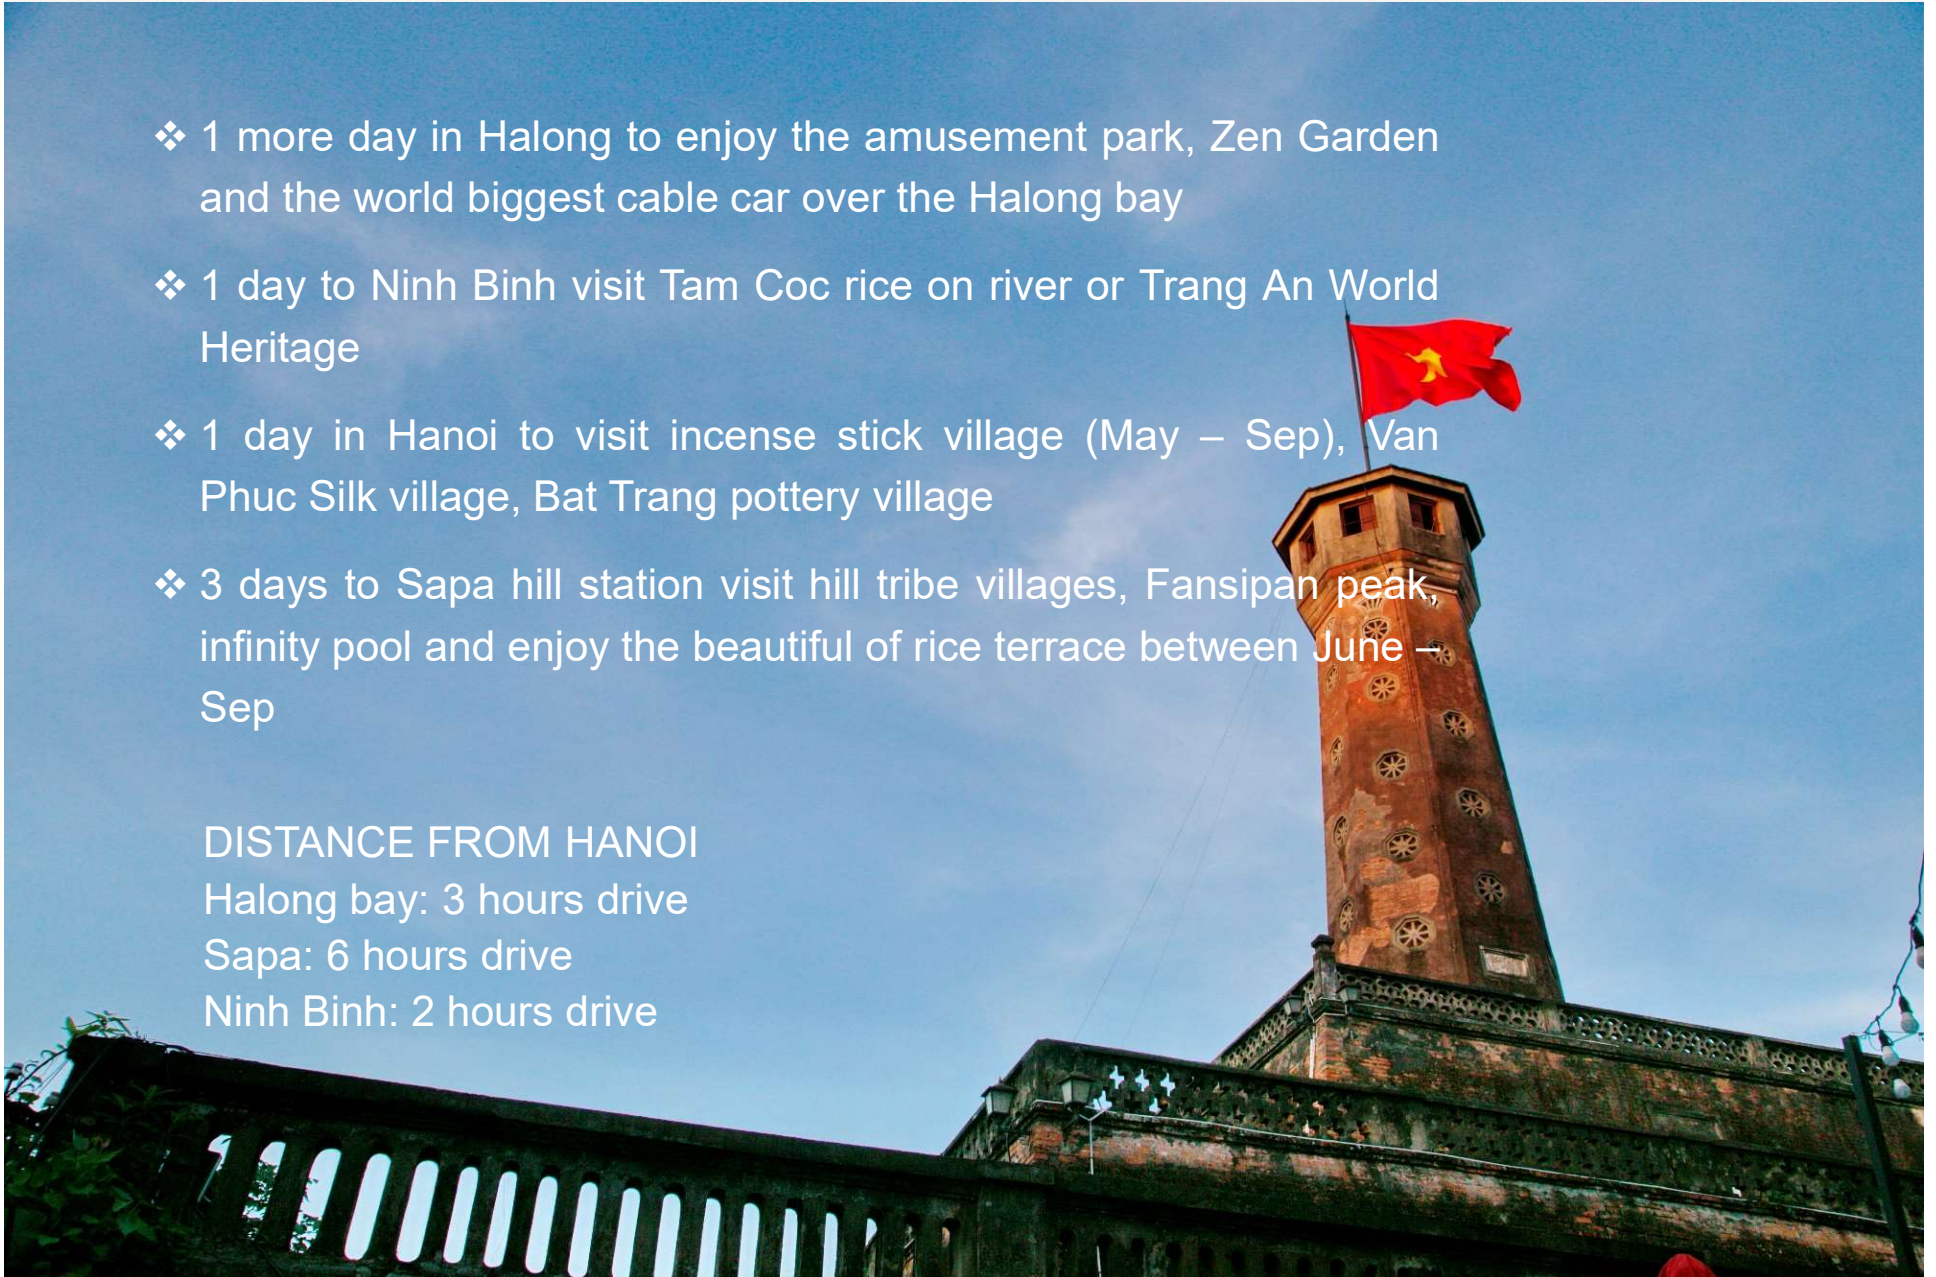 ❖ 1 more day in Halong to enjoy the amusement park, Zen Garden
and the world biggest cable car over the Halong bay
❖ 1 day to Ninh Binh visit Tam Coc rice on river or Trang An World
Heritage
❖ 1 day in Hanoi to visit incense stick village (May – Sep), Van
Phuc Silk village, Bat Trang pottery village
❖ 3 days to Sapa hill station visit hill tribe villages, Fansipan peak,
infinity pool and enjoy the beautiful of rice terrace between June –
Sep
DISTANCE FROM HANOI
Halong bay: 3 hours drive
Sapa: 6 hours drive
Ninh Binh: 2 hours drive